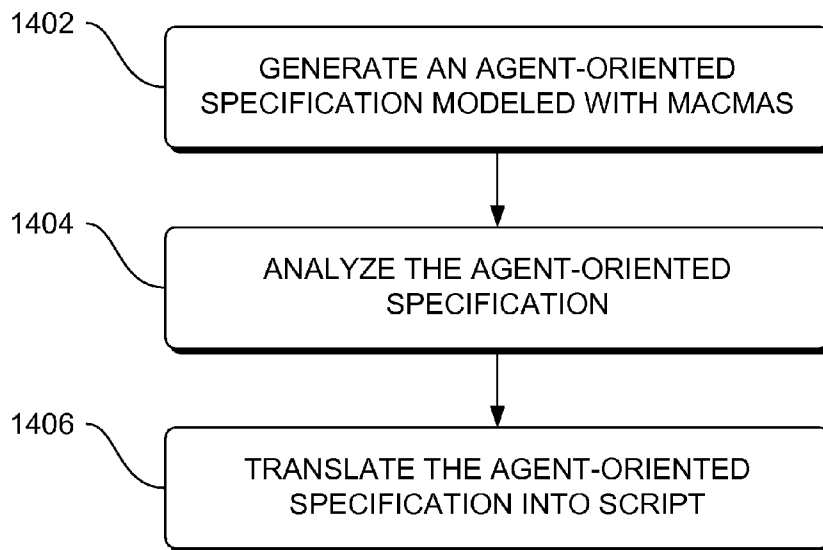 1402
GENERATE AN AGENT-ORIENTED
SPECIFICATION MODELED WITH MACMAS
1404
ANALYZE THE AGENT-ORIENTED
SPECIFICATION
1406
TRANSLATE THE AGENT-ORIENTED
SPECIFICATION INTO SCRIPT